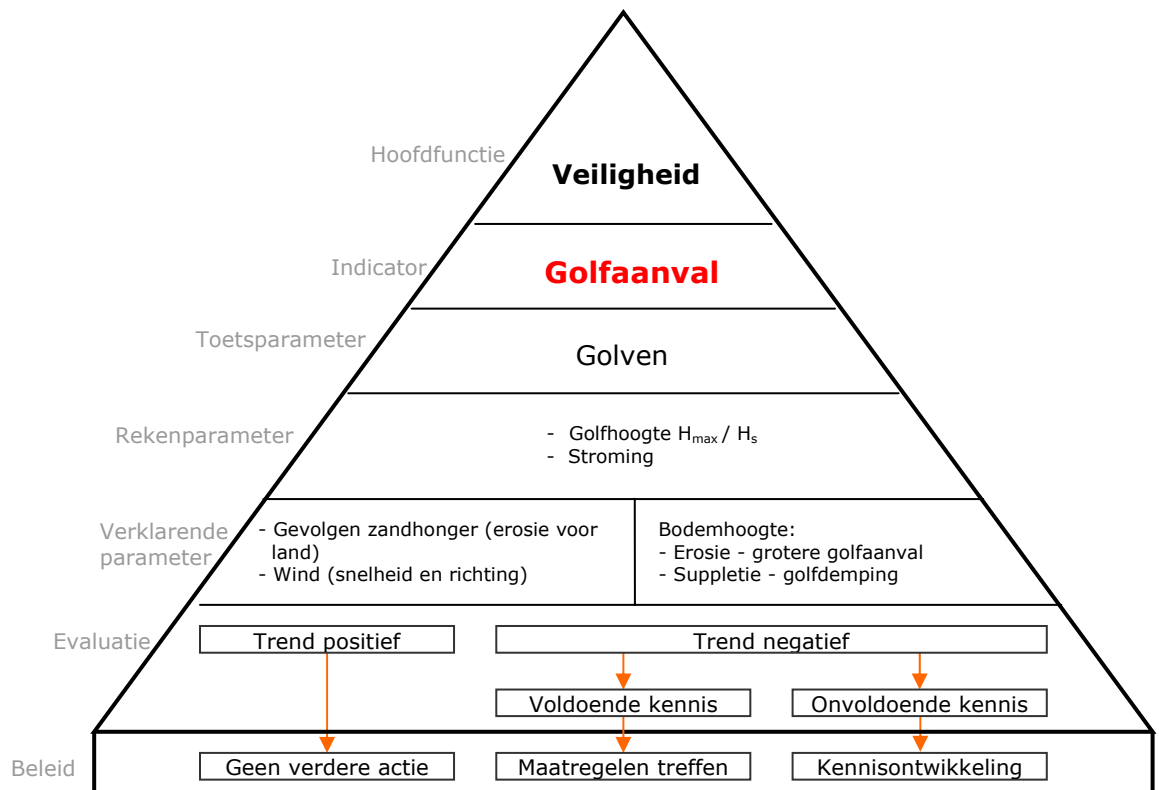 Hoofdfunctie
Veiligheid
Indicator
Golfaanval
Toetsparameter
Golven
Rekenparameter
- Golfhoogte Hmax / Hs
- Stroming
Verklarende
parameter
- Gevolgen zandhonger (erosie voor
land)
- Wind (snelheid en richting)
Bodemhoogte:
- Erosie - grotere golfaanval
- Suppletie - golfdemping
Evaluatie
Trend positief
Trend negatief
Voldoende kennis
Onvoldoende kennis
Beleid
Geen verdere actie
Maatregelen treffen
Kennisontwikkeling